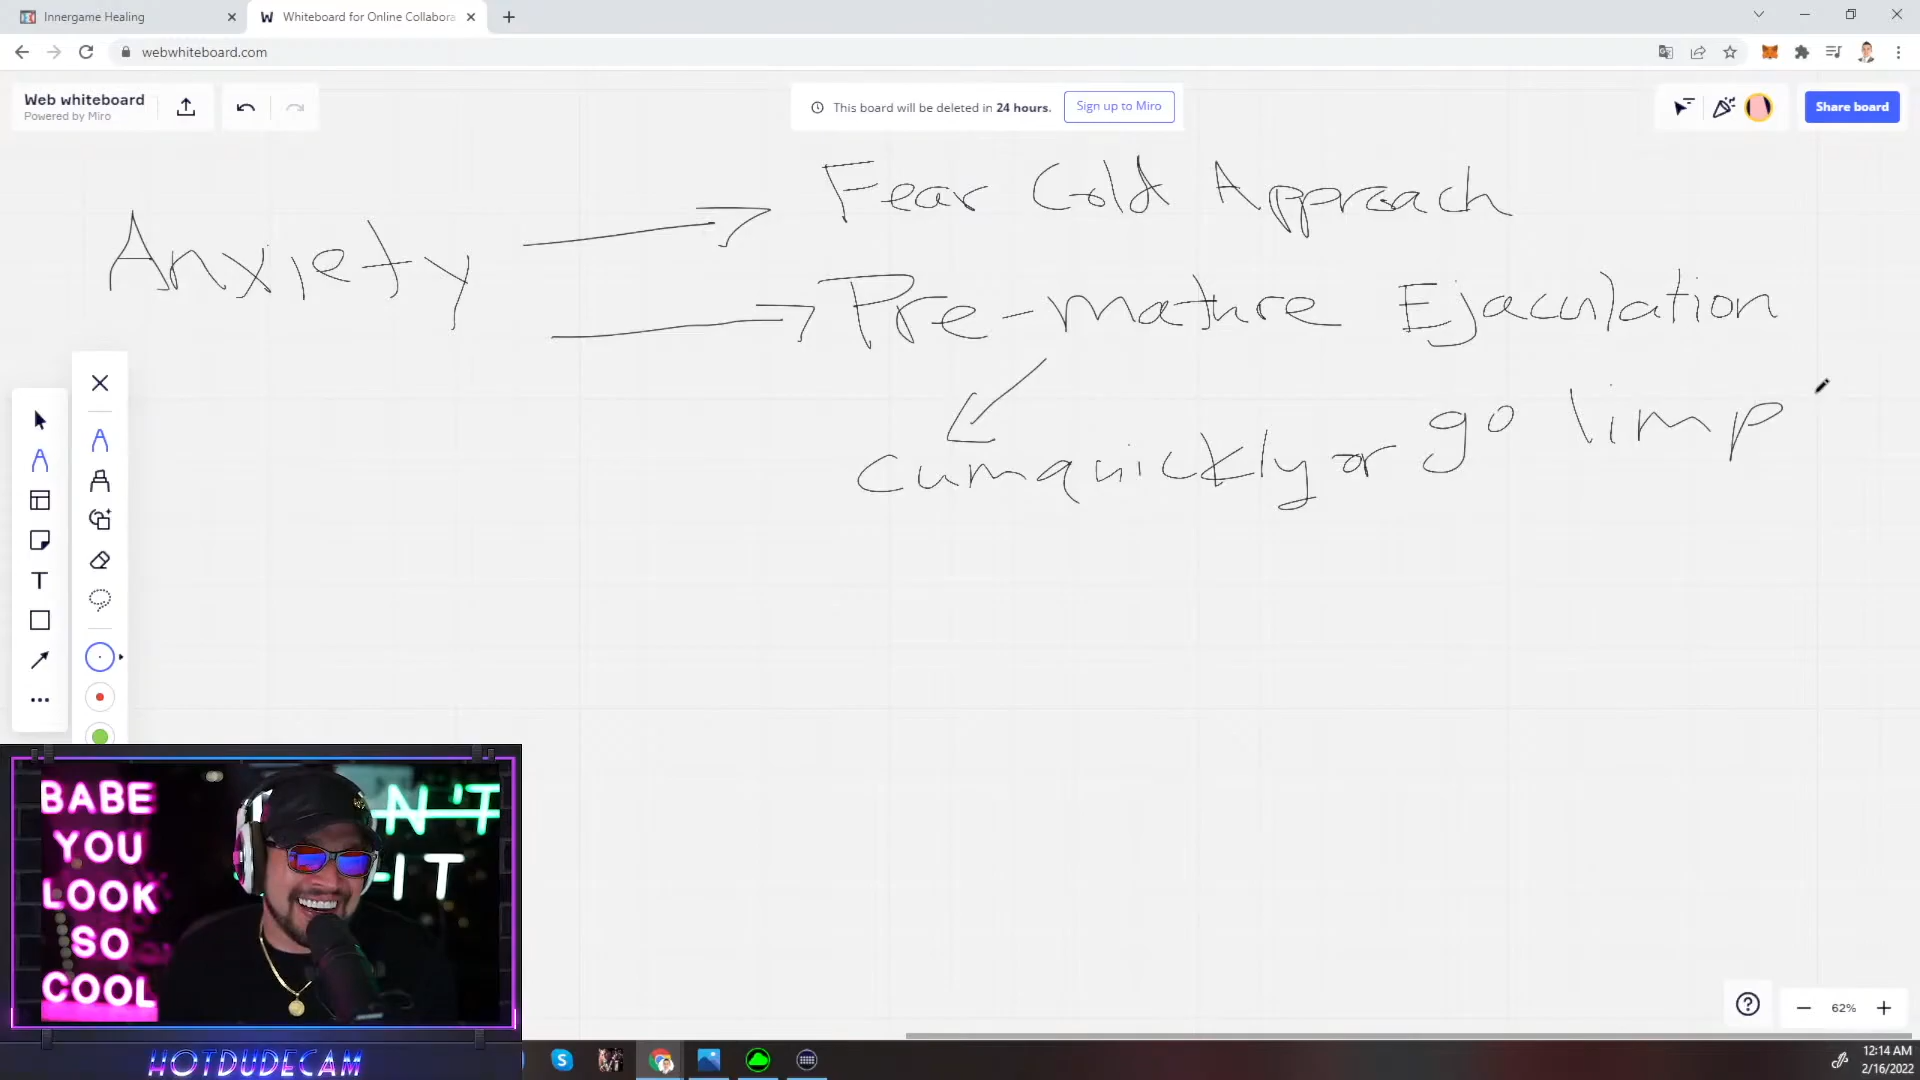 Innergame Healing
Whiteboard for Online Collabora
webwhiteboard.com
Web whiteboard
Powered by Miro
This board will be deleted in 24 hours.
Sign up to Miro
Share board
Fear Cold Approach
Anxiety
Pre-mature Ejaculation
cum quickly or go limp
T
BABE
YOU
LOOK
SO
COOL
N'T
IT
HOTDUDECAM
62%
12:14 AM
2/16/2022